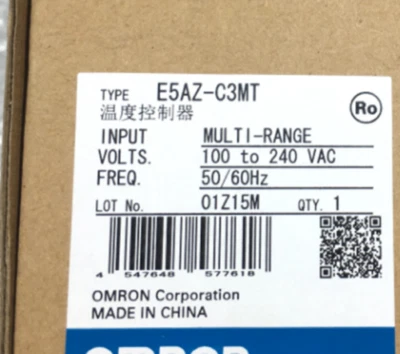 TYPE E5AZ-C3MT
温度控制器
Ro
INPUT MULTI-RANGE
VOLTS. 100 to 240 VAC
FREQ. 50/60Hz
LOT No. 01Z15M QTY. 1
4 547648 577618
OMRON Corporation
MADE IN CHINA
OMRON